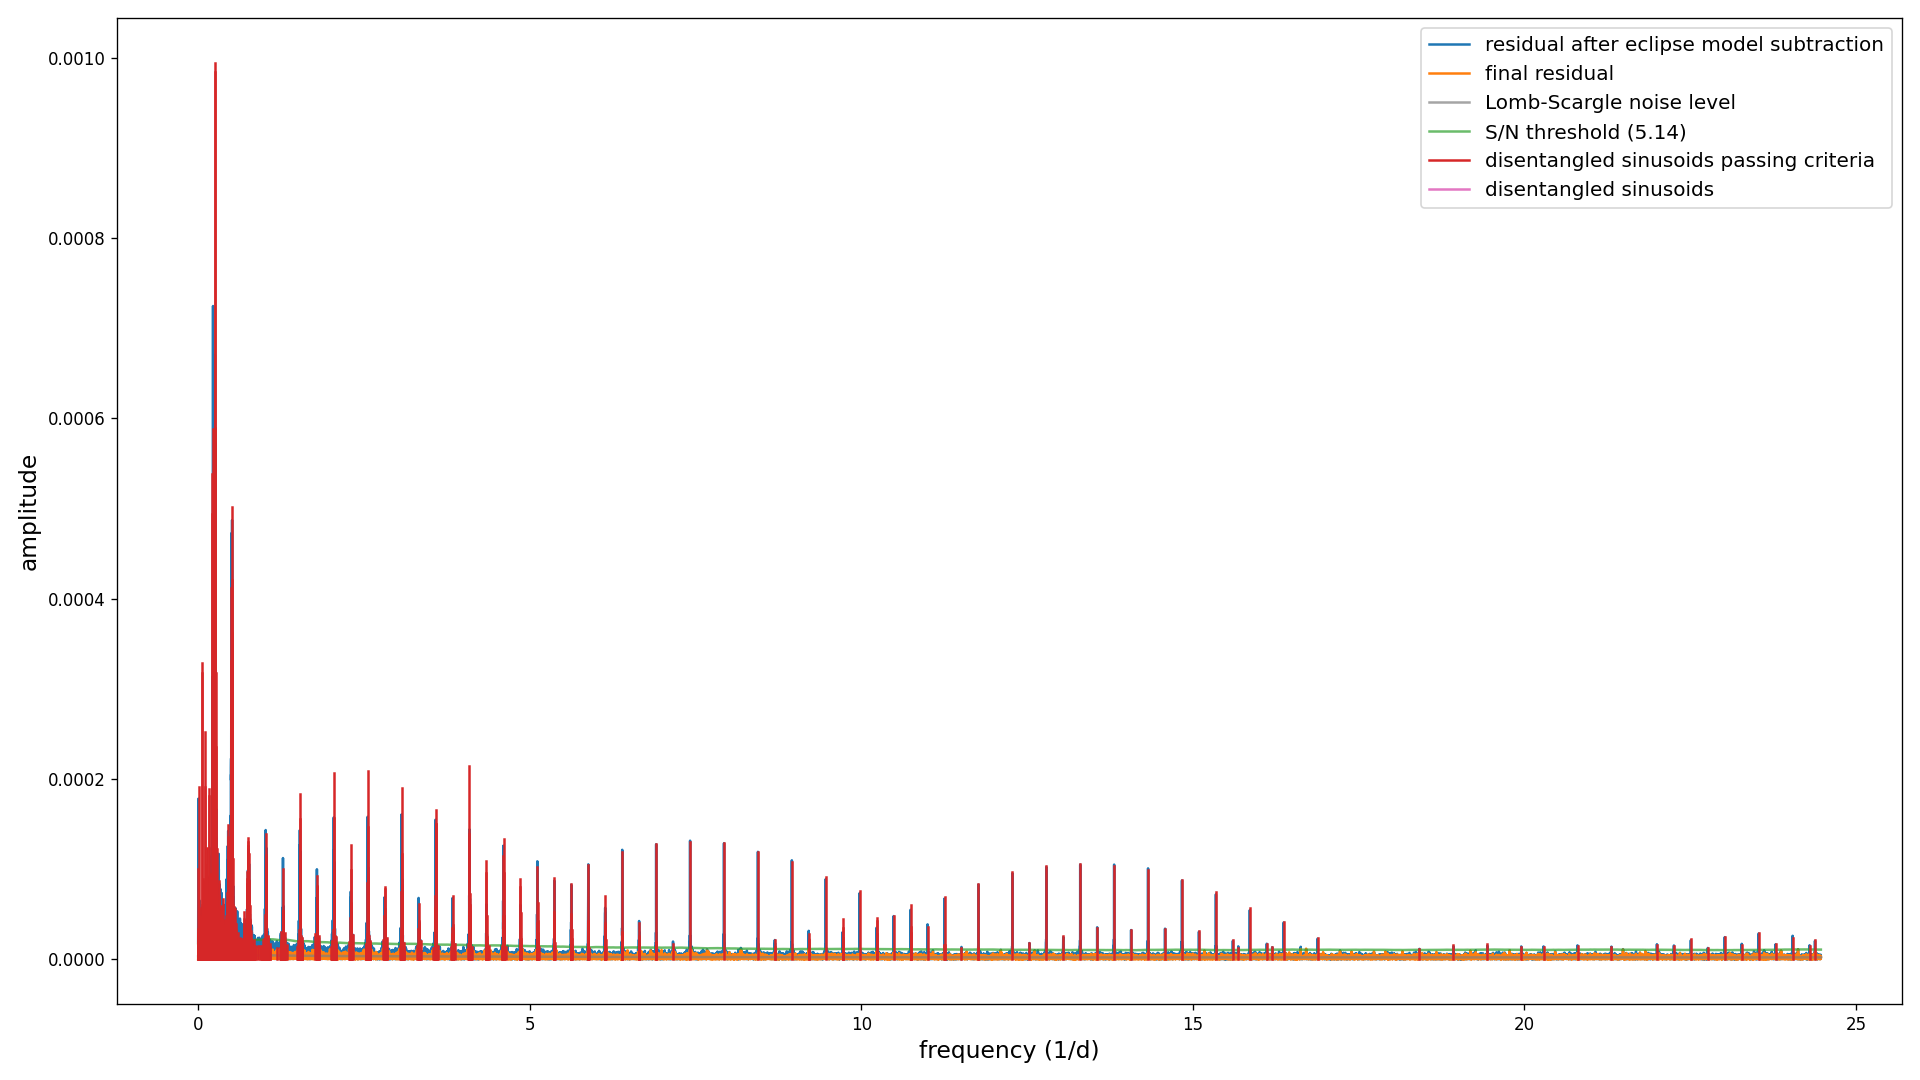 0.0010
0.0008
0.0006
0.0004
0.0002
0.0000
amplitude
residual after eclipse model subtraction
final residual
Lomb-Scargle noise level
S/N threshold (5.14)
disentangled sinusoids passing criteria
disentangled sinusoids
0 5 10 15 20 25
frequency (1/d)